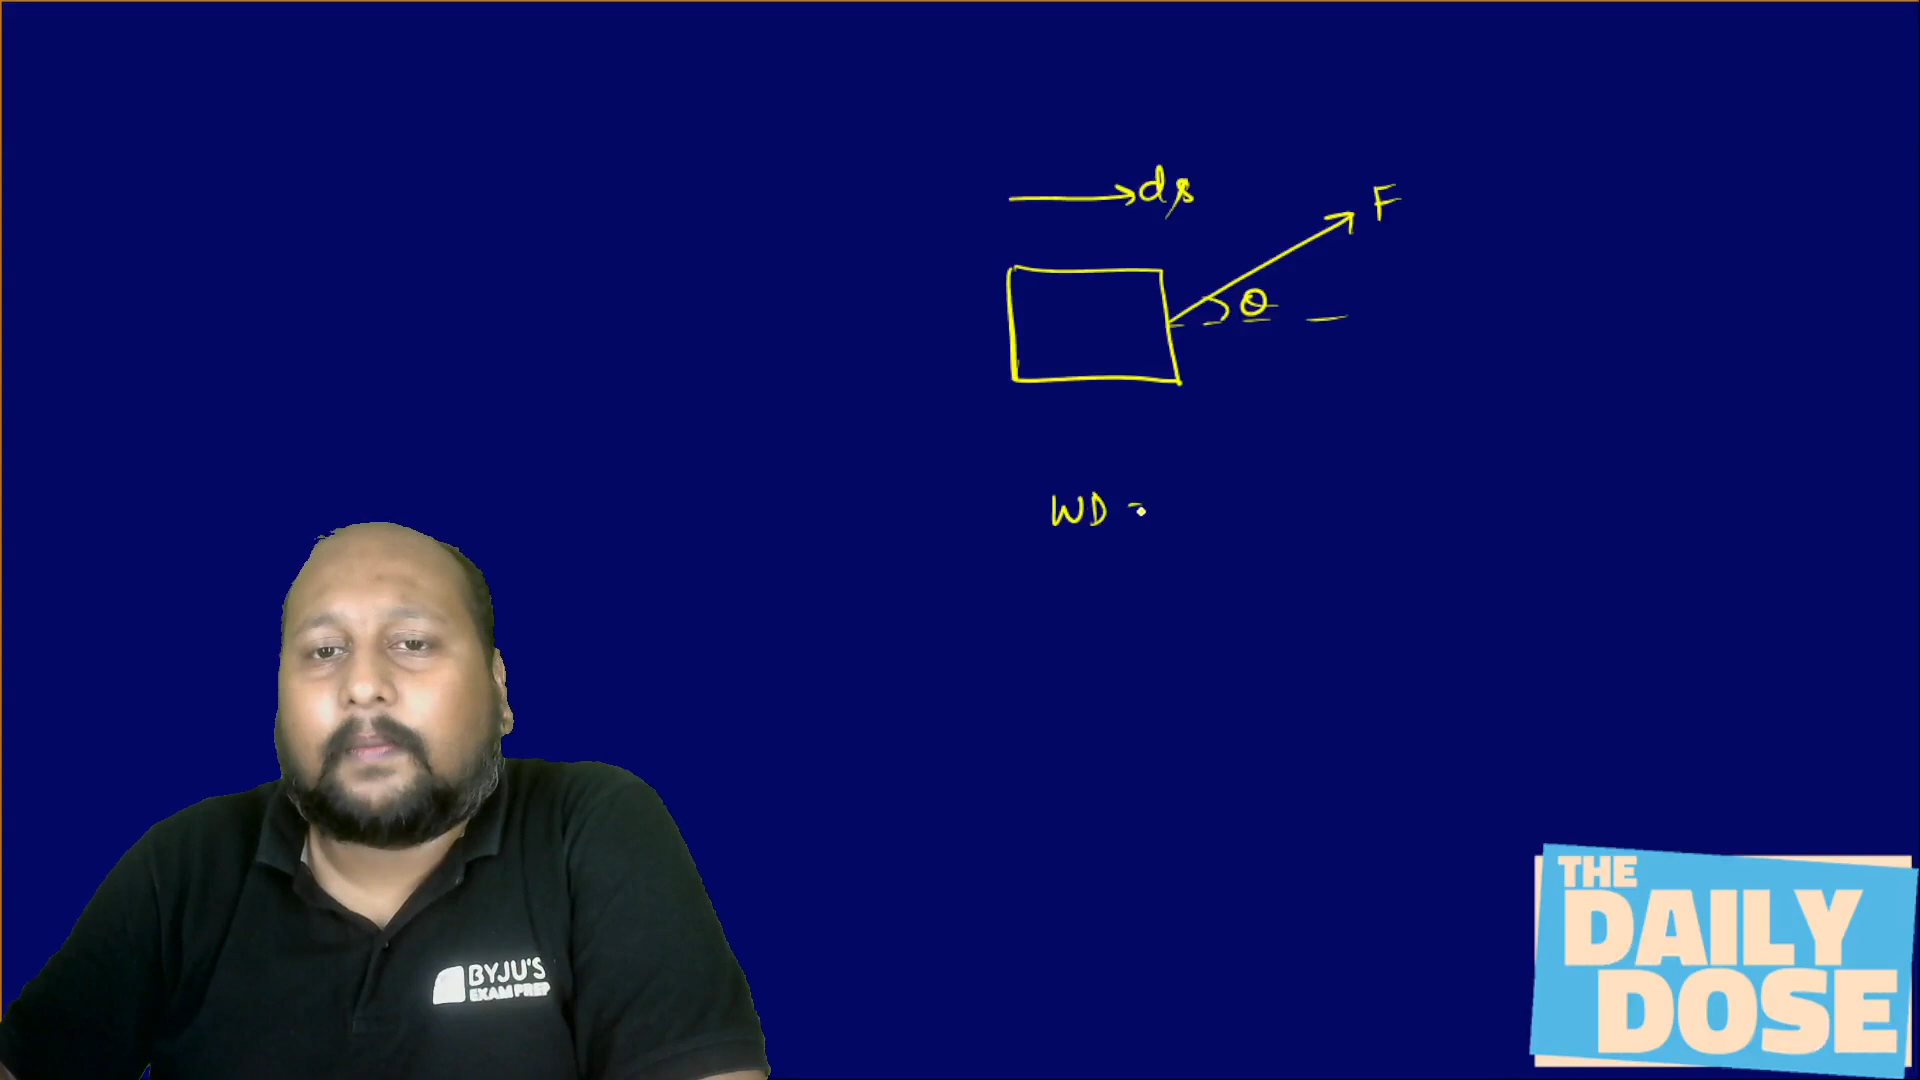 ds
F
θ
WD =
BYJU'S
EXAM PREP
THE
DAILY
DOSE